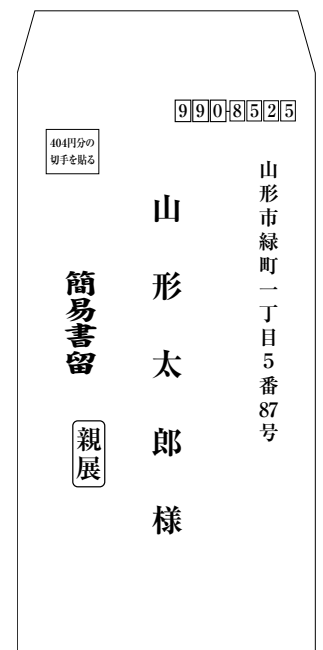 990-8525
山形市緑町一丁目5番87号
山形太郎様
404円分の
切手を貼る
簡易書留
親展